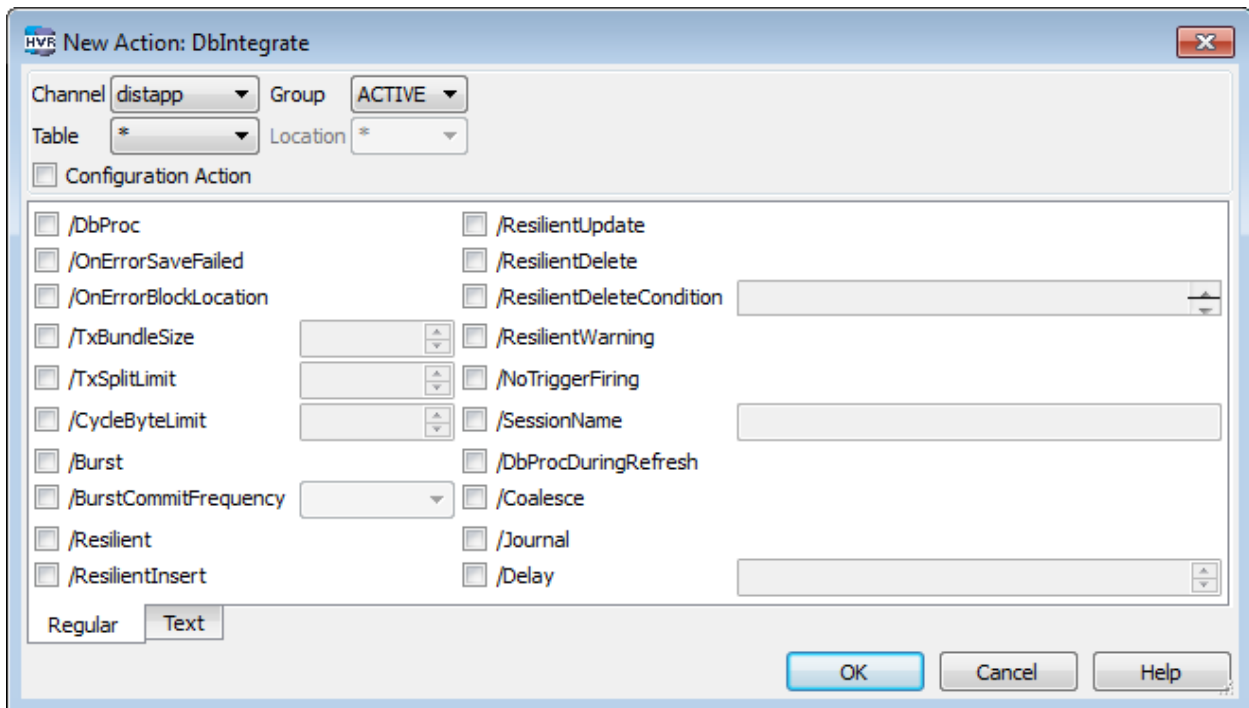 HVR New Action: DbIntegrate
Channel distapp Group ACTIVE
Table * Location *
Configuration Action
/DbProc /ResilientUpdate
/OnErrorSaveFailed /ResilientDelete
/OnErrorBlockLocation /ResilientDeleteCondition
/TxBundleSize /ResilientWarning
/TxSplitLimit /NoTriggerFiring
/CycleByteLimit /SessionName
/Burst /DbProcDuringRefresh
/BurstCommitFrequency /Coalesce
/Resilient /Journal
/ResilientInsert /Delay
Regular Text
OK Cancel Help